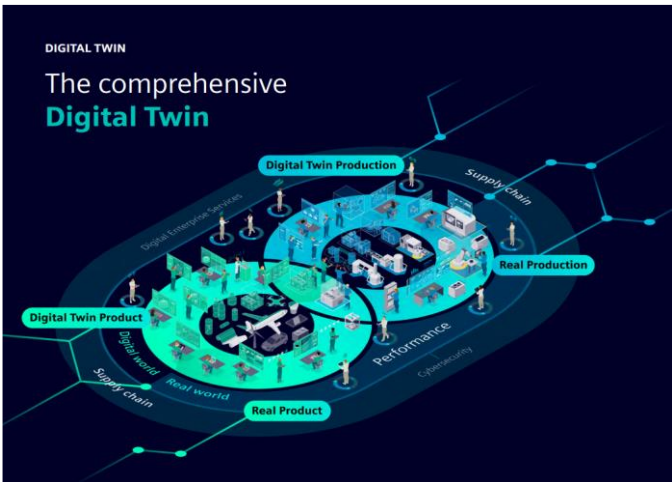 DIGITAL TWIN
The comprehensive
Digital Twin
Digital Twin Production
Supply chain
Digital Enterprise Services
Real Production
Digital Twin Product
Performance
Cybersecurity
Digital world
Real world
Supply chain
Real Product